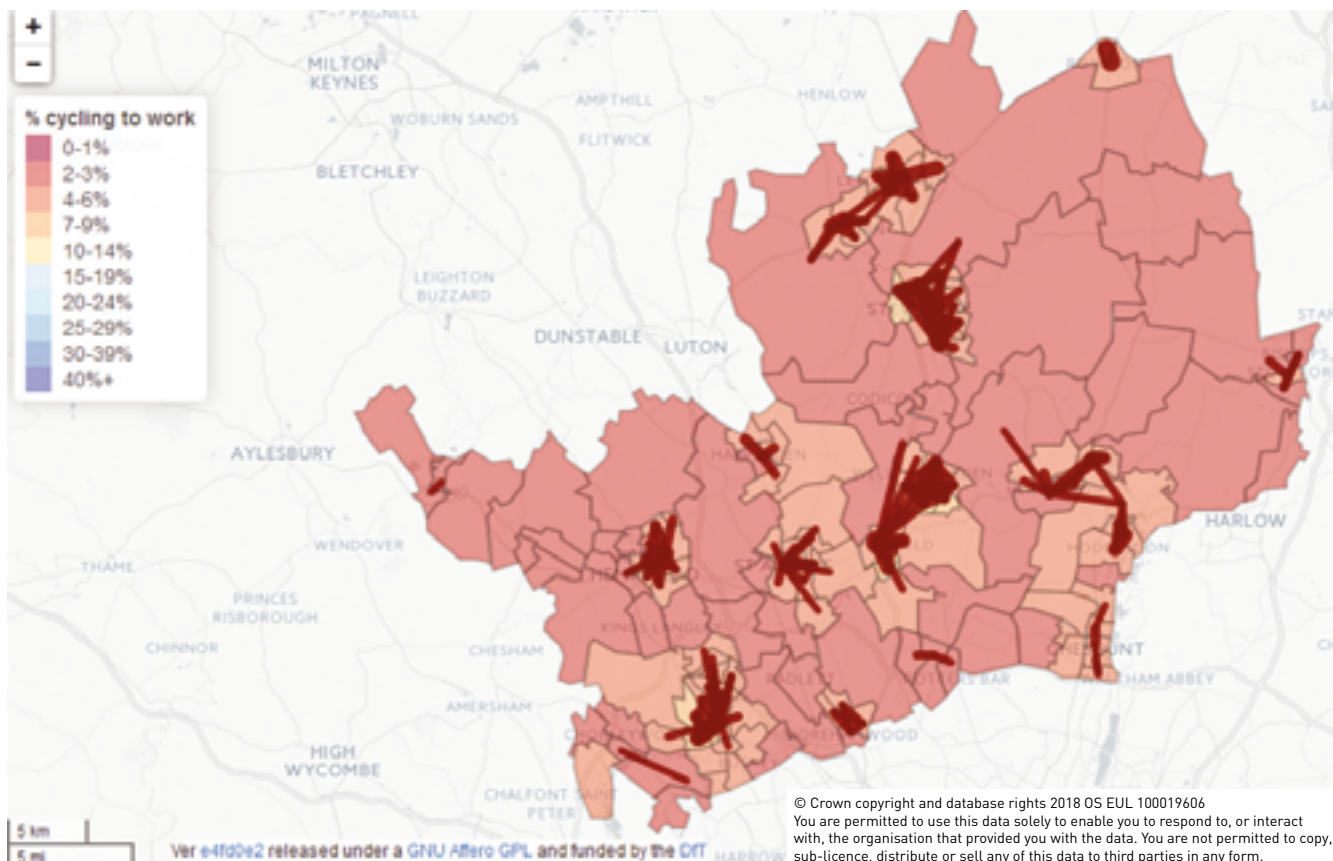 +
−
% cycling to work
0-1%
2-3%
4-6%
7-9%
10-14%
15-19%
20-24%
25-29%
30-39%
40%+
MILTON
KEYNES
WOBURN SANDS
BLETCHLEY
AMPTHILL
FLITWICK
HENLOW
LEIGHTON
BUZZARD
DUNSTABLE
LUTON
AYLESBURY
WENDOVER
THAME
PRINCES
RISBOROUGH
CHINNOR
CHESHAM
AMERSHAM
HIGH
WYCOMBE
CHALFONT SAINT
PETER
KINGS LANGLEY
RADLETT
HARLOW
WALTHAM ABBEY
HARROW
5 km
5 mi
Ver e4fd0e2 released under a GNU Affero GPL and funded by the DfT
© Crown copyright and database rights 2018 OS EUL 100019606
You are permitted to use this data solely to enable you to respond to, or interact
with, the organisation that provided you with the data. You are not permitted to copy,
sub-licence, distribute or sell any of this data to third parties in any form.